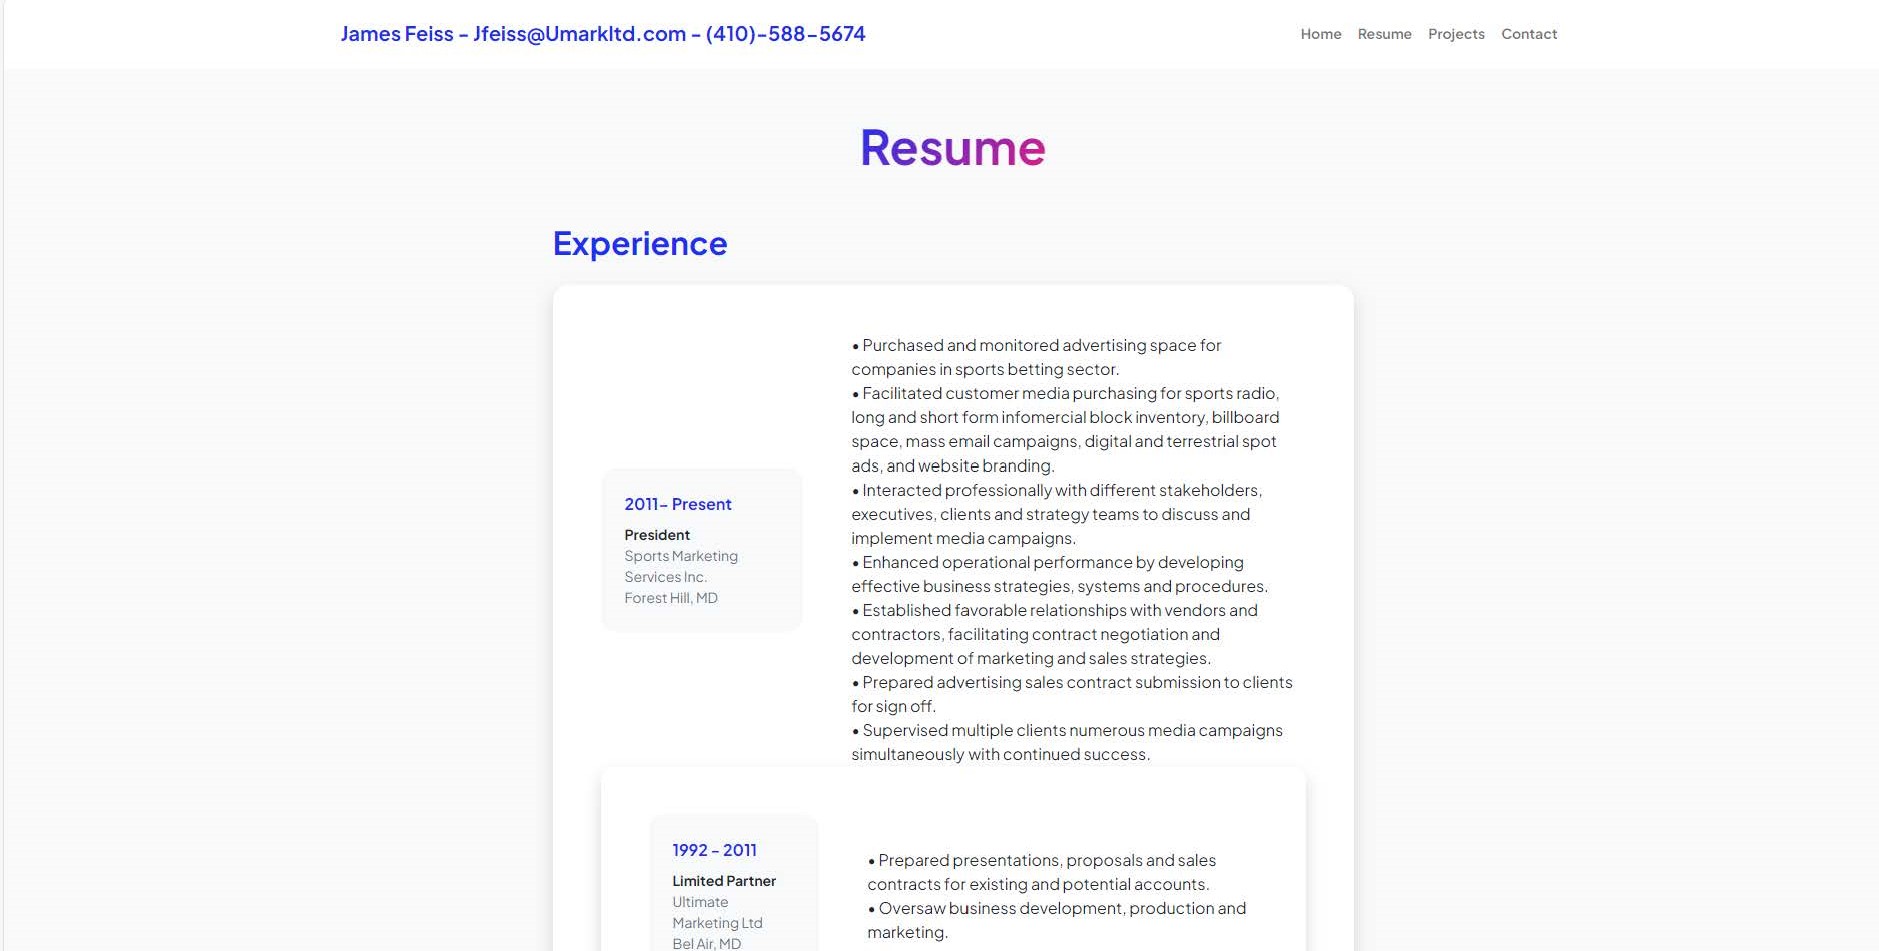 James Feiss - Jfeiss@Umarkltd.com - (410)-588-5674
Home Resume Projects Contact
Resume
Experience
2011- Present
President
Sports Marketing
Services Inc.
Forest Hill, MD
• Purchased and monitored advertising space for
companies in sports betting sector.
• Facilitated customer media purchasing for sports radio,
long and short form infomercial block inventory, billboard
space, mass email campaigns, digital and terrestrial spot
ads, and website branding.
• Interacted professionally with different stakeholders,
executives, clients and strategy teams to discuss and
implement media campaigns.
• Enhanced operational performance by developing
effective business strategies, systems and procedures.
• Established favorable relationships with vendors and
contractors, facilitating contract negotiation and
development of marketing and sales strategies.
• Prepared advertising sales contract submission to clients
for sign off.
• Supervised multiple clients numerous media campaigns
simultaneously with continued success.
1992 - 2011
Limited Partner
Ultimate
Marketing Ltd
Bel Air, MD
• Prepared presentations, proposals and sales
contracts for existing and potential accounts.
• Oversaw business development, production and
marketing.